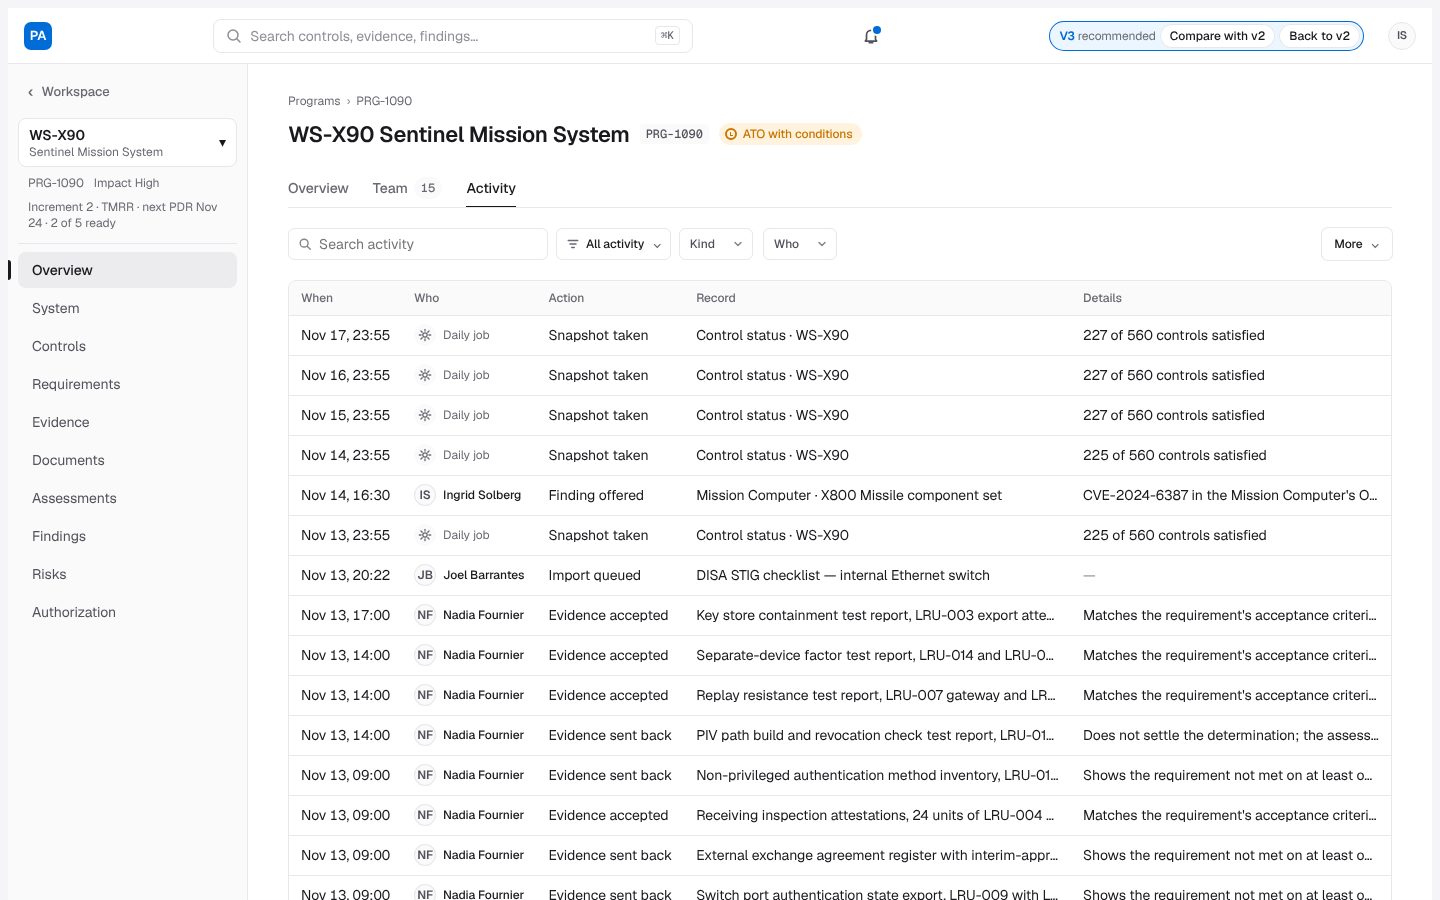 PA
Search controls, evidence, findings...
⌘K
V3 recommended
Compare with v2
Back to v2
IS
‹ Workspace
WS-X90
Sentinel Mission System
PRG-1090 Impact High
Increment 2 · TMRR · next PDR Nov
24 · 2 of 5 ready
Overview
System
Controls
Requirements
Evidence
Documents
Assessments
Findings
Risks
Authorization
Programs › PRG-1090
WS-X90 Sentinel Mission System PRG-1090 ATO with conditions
Overview Team 15 Activity
Search activity All activity Kind Who More
When Who Action Record Details
Nov 17, 23:55 Daily job Snapshot taken Control status · WS-X90 227 of 560 controls satisfied
Nov 16, 23:55 Daily job Snapshot taken Control status · WS-X90 227 of 560 controls satisfied
Nov 15, 23:55 Daily job Snapshot taken Control status · WS-X90 227 of 560 controls satisfied
Nov 14, 23:55 Daily job Snapshot taken Control status · WS-X90 225 of 560 controls satisfied
Nov 14, 16:30 IS Ingrid Solberg Finding offered Mission Computer · X800 Missile component set CVE-2024-6387 in the Mission Computer's O...
Nov 13, 23:55 Daily job Snapshot taken Control status · WS-X90 225 of 560 controls satisfied
Nov 13, 20:22 JB Joel Barrantes Import queued DISA STIG checklist — internal Ethernet switch —
Nov 13, 17:00 NF Nadia Fournier Evidence accepted Key store containment test report, LRU-003 export atte... Matches the requirement's acceptance criteri...
Nov 13, 14:00 NF Nadia Fournier Evidence accepted Separate-device factor test report, LRU-014 and LRU-0... Matches the requirement's acceptance criteri...
Nov 13, 14:00 NF Nadia Fournier Evidence accepted Replay resistance test report, LRU-007 gateway and LR... Matches the requirement's acceptance criteri...
Nov 13, 14:00 NF Nadia Fournier Evidence sent back PIV path build and revocation check test report, LRU-01... Does not settle the determination; the assess...
Nov 13, 09:00 NF Nadia Fournier Evidence sent back Non-privileged authentication method inventory, LRU-01... Shows the requirement not met on at least o...
Nov 13, 09:00 NF Nadia Fournier Evidence accepted Receiving inspection attestations, 24 units of LRU-004 ... Matches the requirement's acceptance criteri...
Nov 13, 09:00 NF Nadia Fournier Evidence sent back External exchange agreement register with interim-appr... Shows the requirement not met on at least o...
Nov 13, 09:00 NF Nadia Fournier Evidence sent back Switch port authentication state export, LRU-009 with L... Shows the requirement not met on at least o...